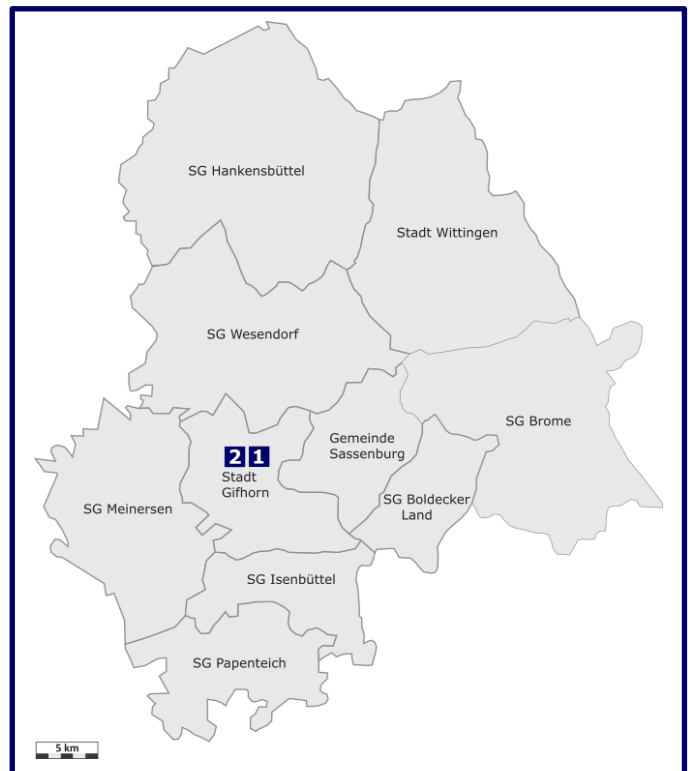 SG Hankensbüttel
Stadt Wittingen
SG Wesendorf
SG Brome
Gemeinde
Sassenburg
2 1
Stadt
Gifhorn
SG Boldecker
Land
SG Meinersen
SG Isenbüttel
SG Papenteich
5 km